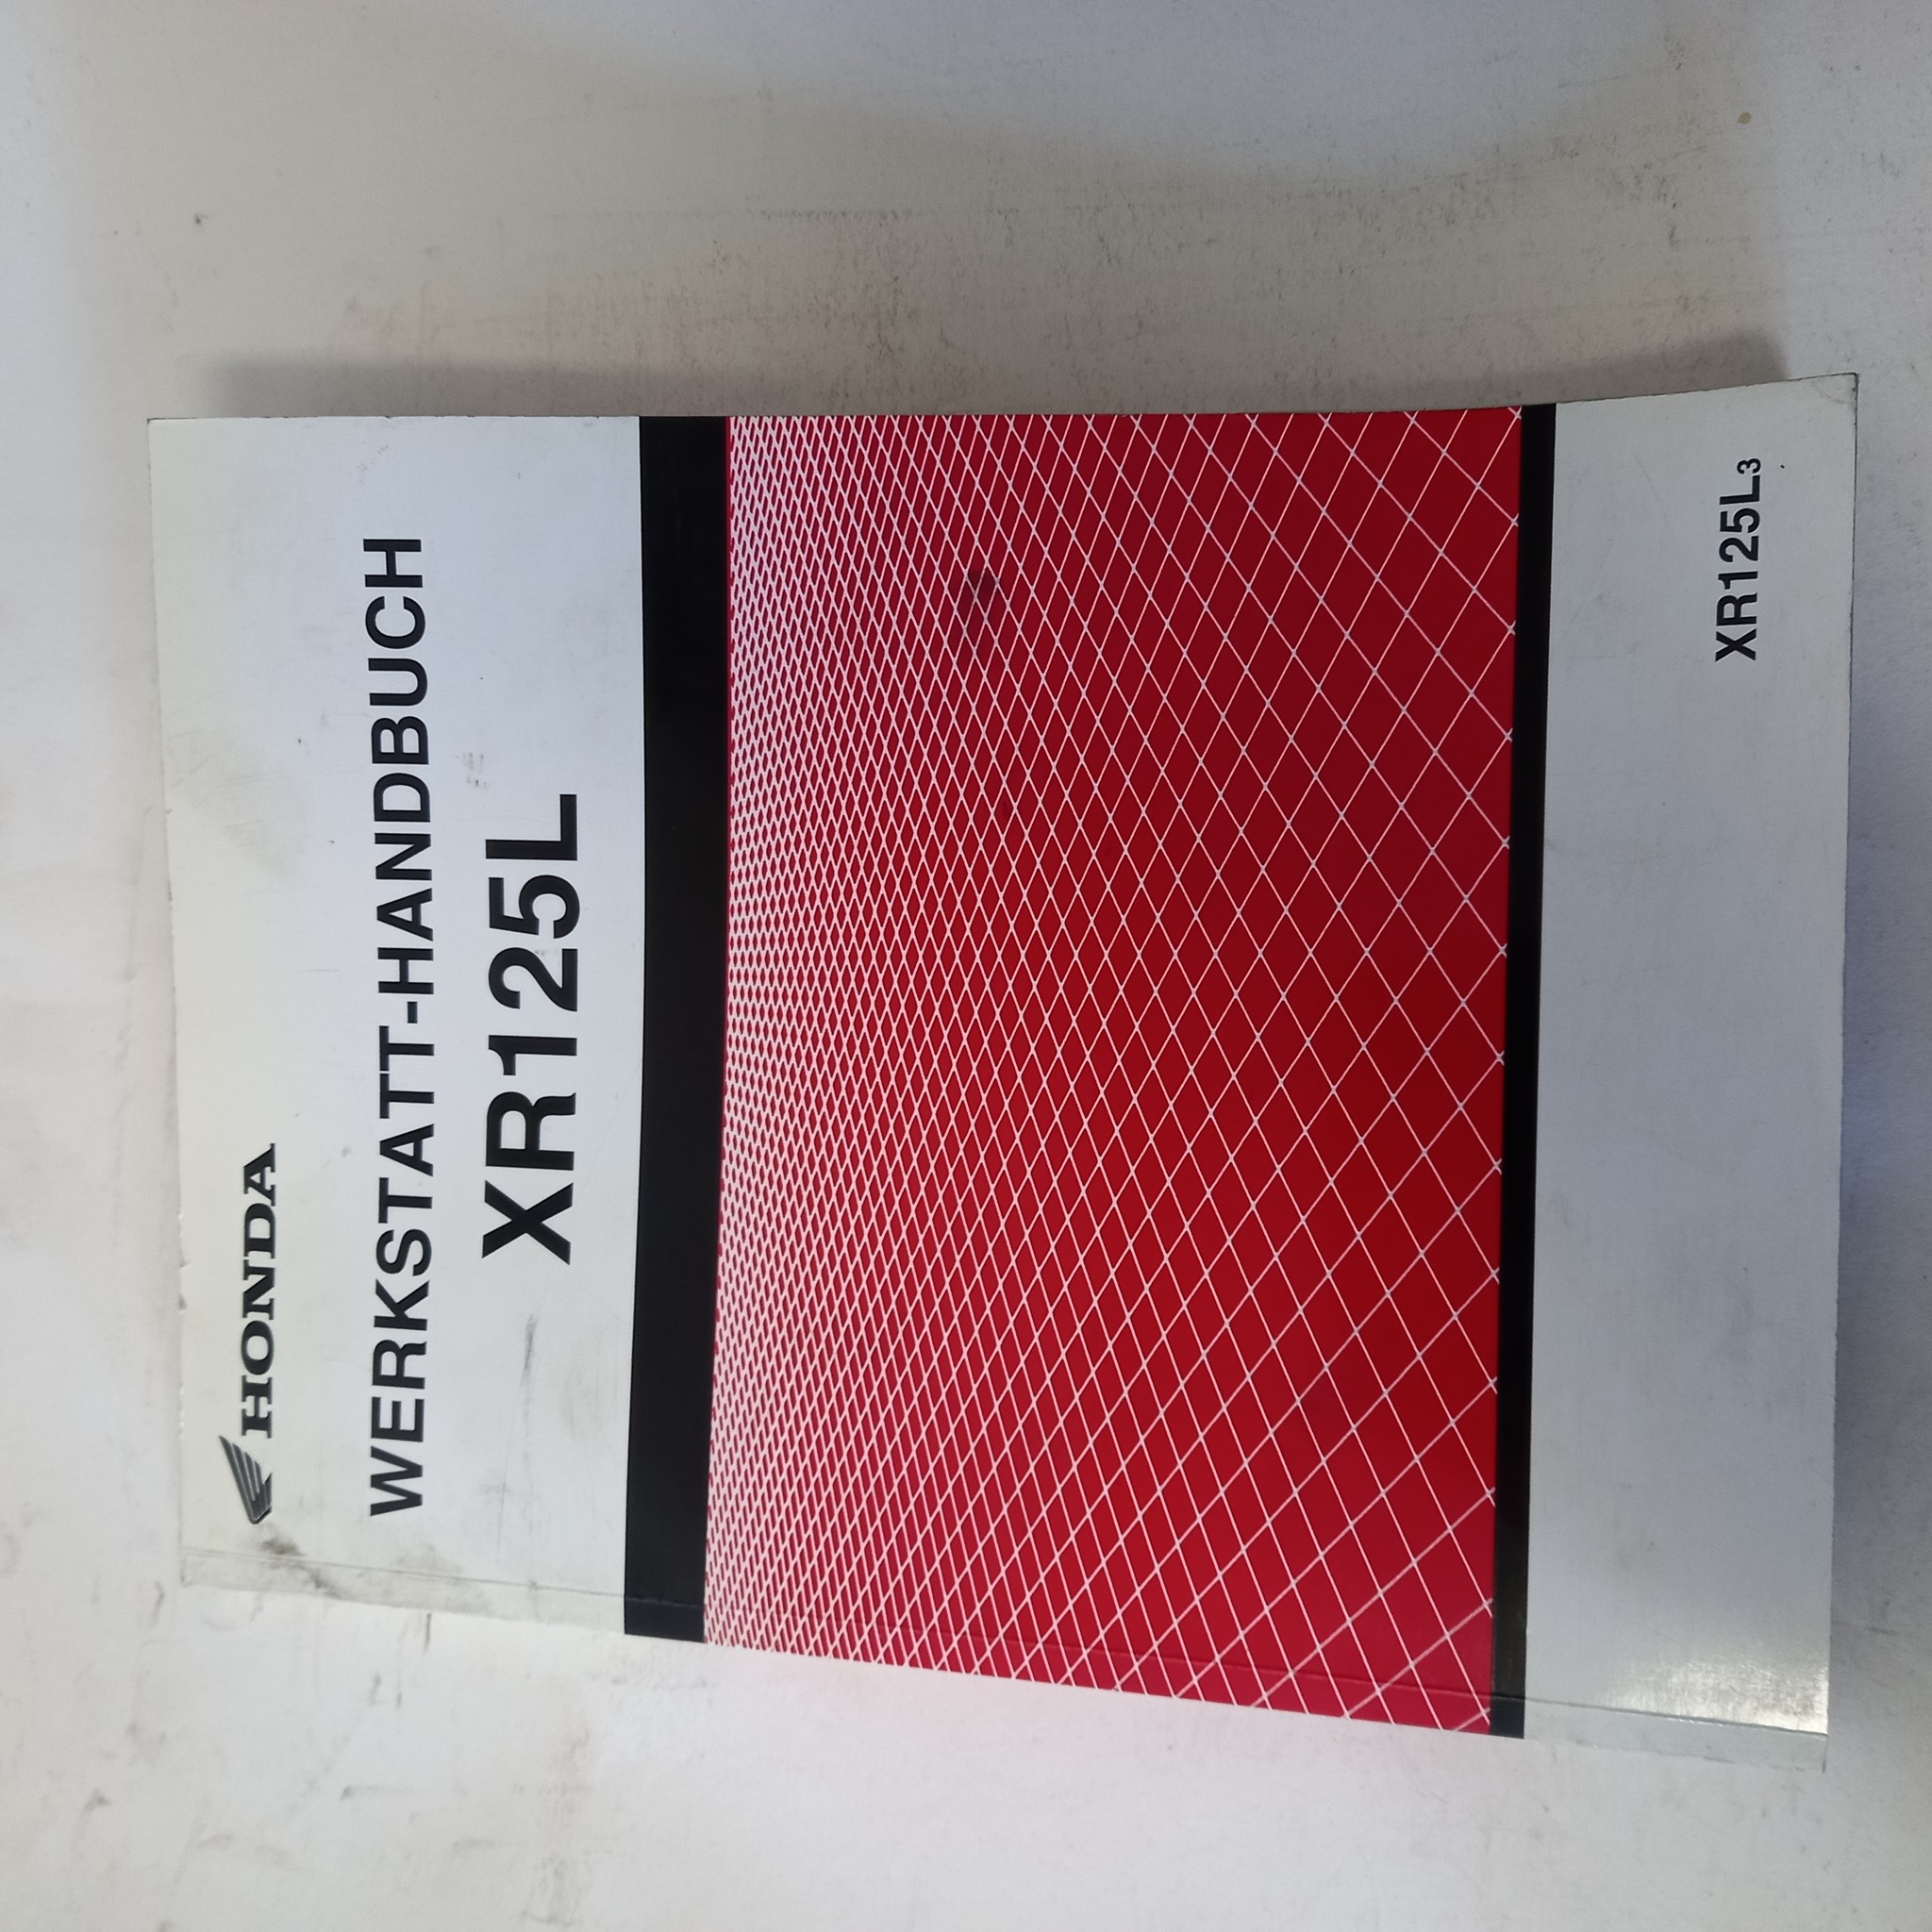 HONDA
WERKSTATT-HANDBUCH
XR125L
XR125L3